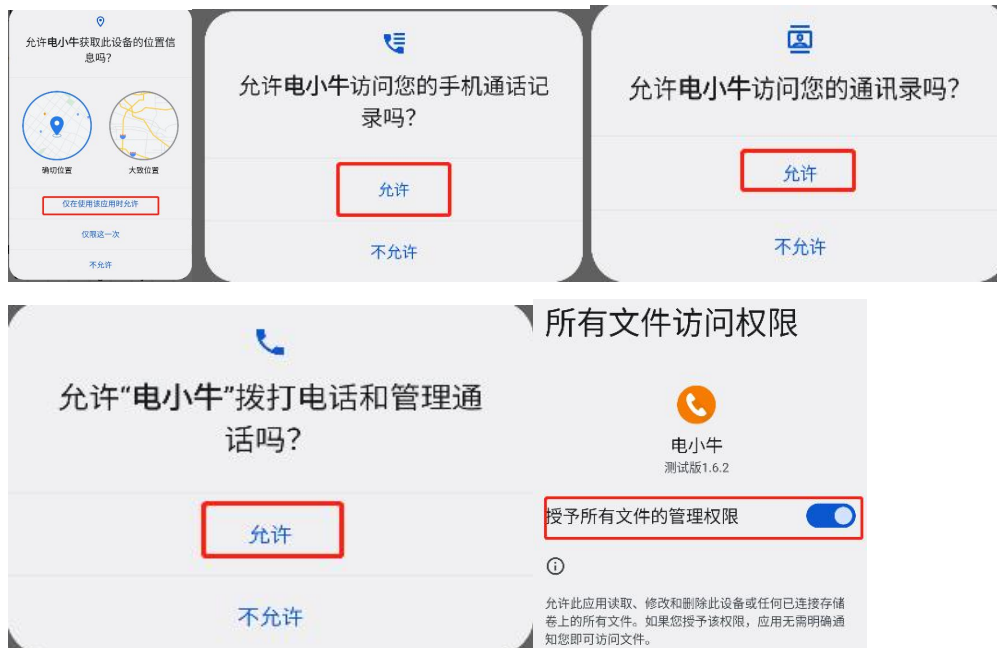 允许电小牛获取此设备的位置信
息吗?
确切位置
大致位置
仅在使用该应用时允许
仅限这一次
不允许
允许电小牛访问您的手机通话记
录吗?
允许
不允许
允许电小牛访问您的通讯录吗?
允许
不允许
允许“电小牛”拨打电话和管理通
话吗?
允许
不允许
所有文件访问权限
电小牛
测试版1.6.2
授予所有文件的管理权限
允许此应用读取、修改和删除此设备或任何已连接存储
卷上的所有文件。如果您授予该权限，应用无需明确通
知您即可访问文件。